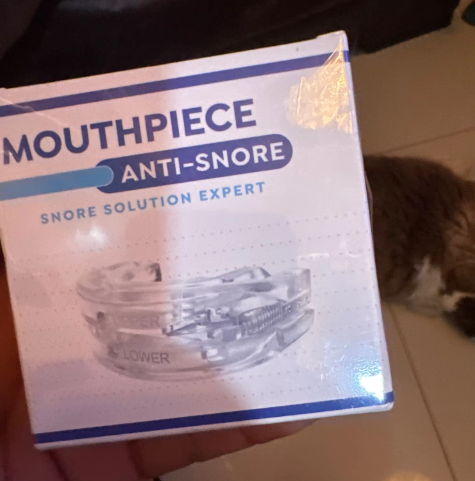 MOUTHPIECE
ANTI-SNORE
SNORE SOLUTION EXPERT
LOWER